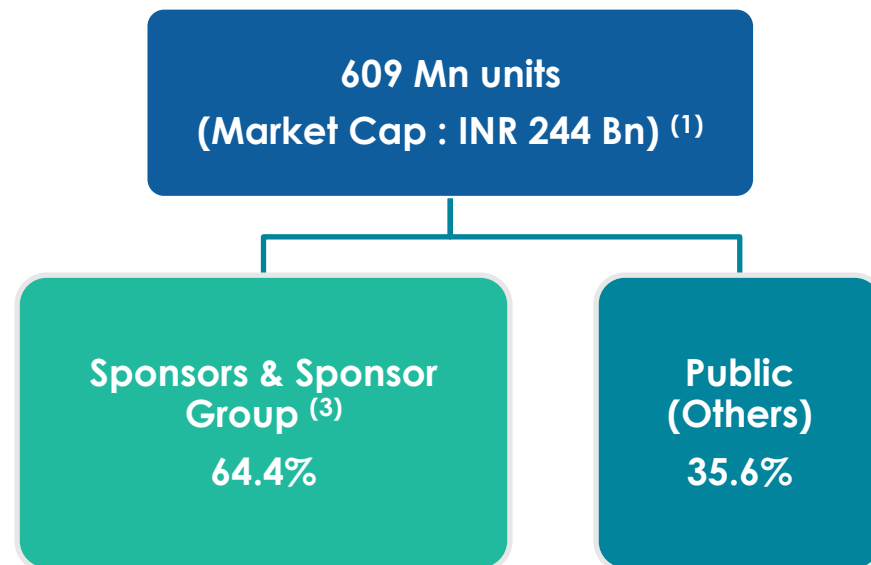 609 Mn units
(Market Cap : INR 244 Bn) (1)
Sponsors & Sponsor
Group (3)
64.4%
Public
(Others)
35.6%